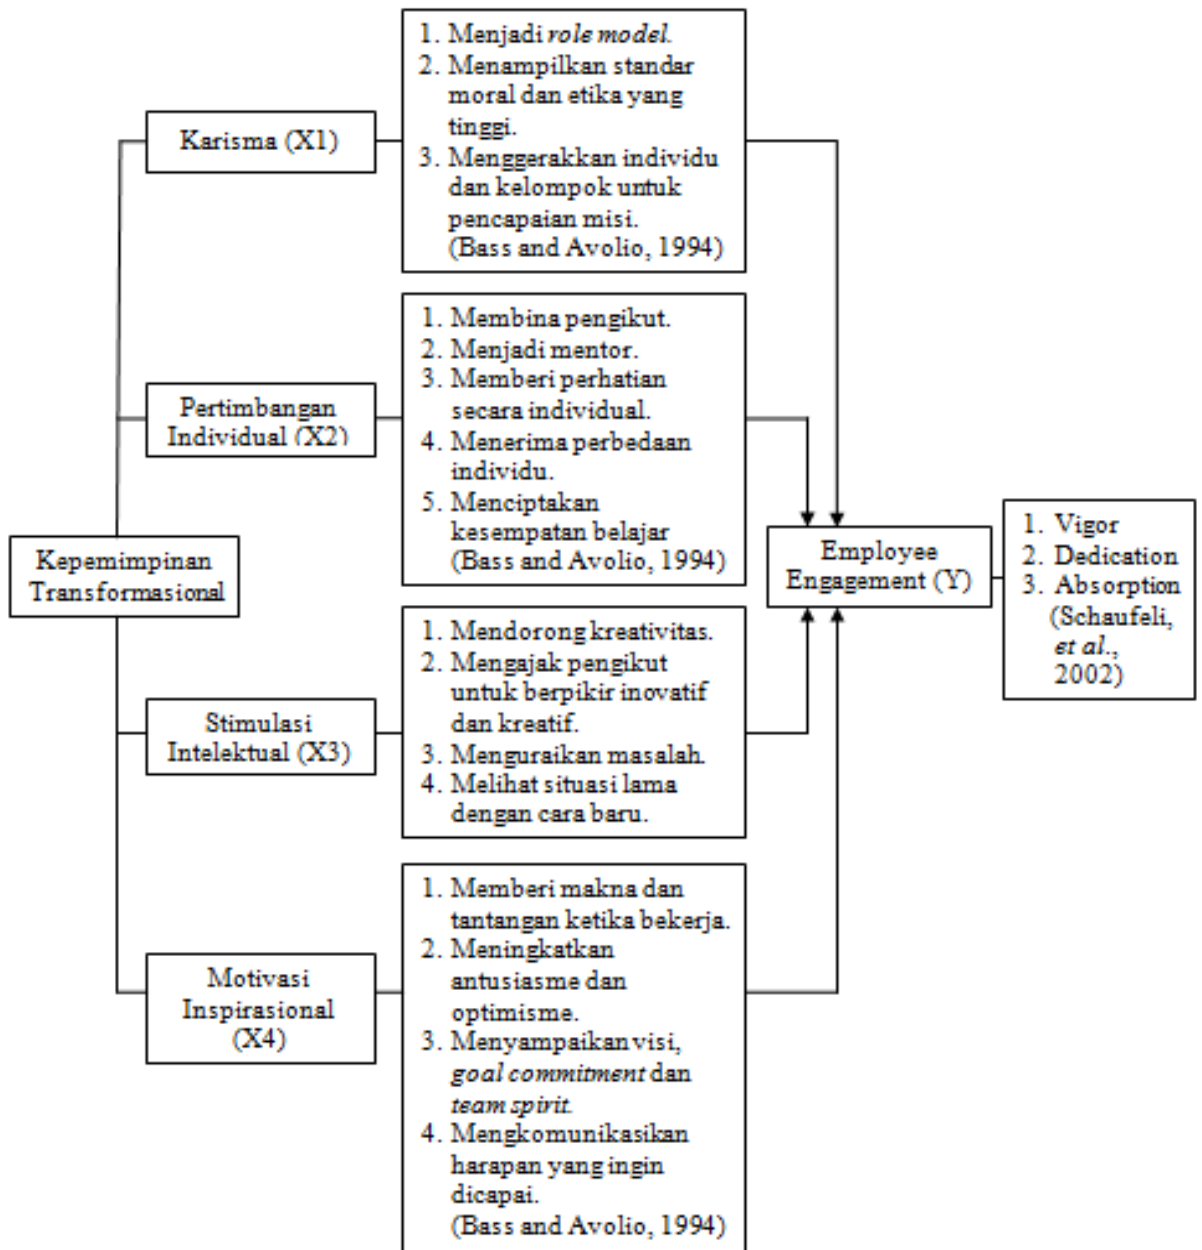 1. Menjadi role model.
2. Menampilkan standar
moral dan etika yang
tinggi.
3. Menggerakkan individu
dan kelompok untuk
pencapaian misi.
(Bass and Avolio, 1994)
Karisma (X1)
1. Membina pengikut.
2. Menjadi mentor.
3. Memberi perhatian
secara individual.
4. Menerima perbedaan
individu.
5. Menciptakan
kesempatan belajar
(Bass and Avolio, 1994)
Pertimbangan
Individual (X2)
Kepemimpinan
Transformasional
Employee
Engagement (Y)
1. Vigor
2. Dedication
3. Absorption
(Schaufeli,
et al.,
2002)
1. Mendorong kreativitas.
2. Mengajak pengikut
untuk berpikir inovatif
dan kreatif.
3. Menguraikan masalah.
4. Melihat situasi lama
dengan cara baru.
Stimulasi
Intelektual (X3)
1. Memberi makna dan
tantangan ketika bekerja.
2. Meningkatkan
antusiasme dan
optimisme.
3. Menyampaikan visi,
goal commitment dan
team spirit.
4. Mengkomunikasikan
harapan yang ingin
dicapai.
(Bass and Avolio, 1994)
Motivasi
Inspirasional
(X4)